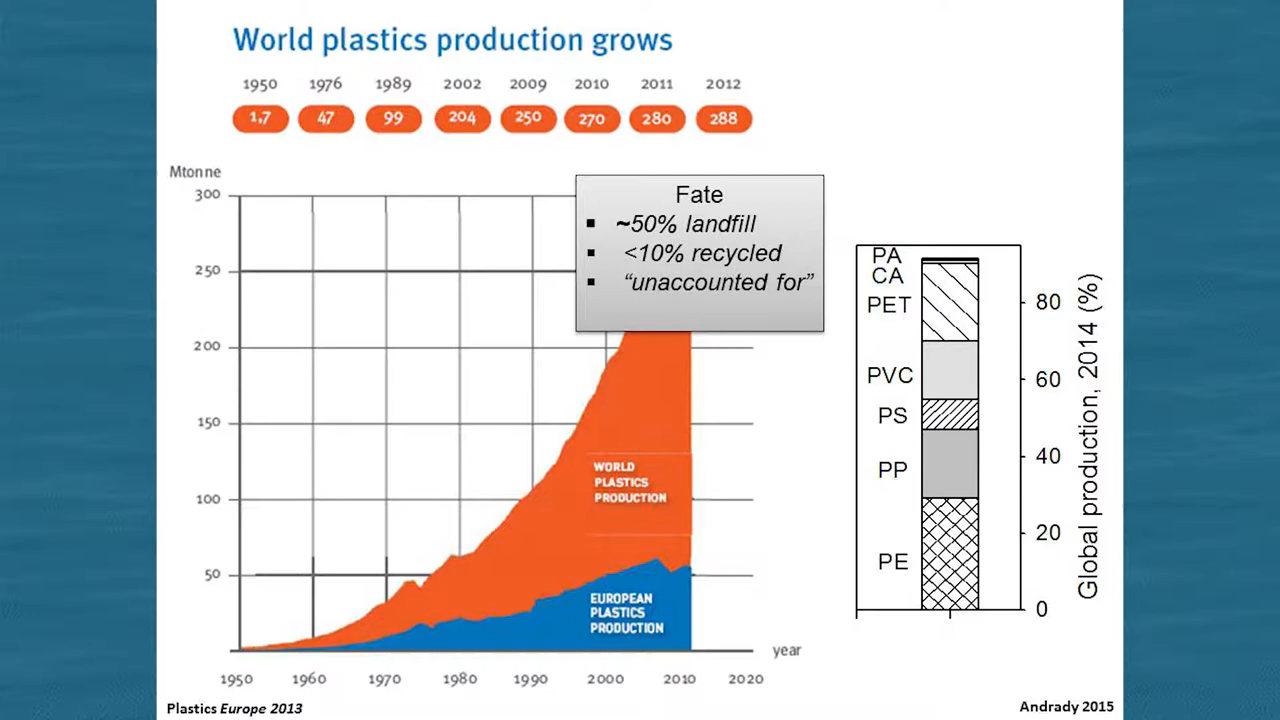 World plastics production grows
1950 1976 1989 2002 2009 2010 2011 2012
1,7 47 99 204 250 270 280 288
Mtonne
300
250
200
150
100
50
Fate
▪ ~50% landfill
▪ <10% recycled
▪ “unaccounted for”
WORLD
PLASTICS
PRODUCTION
EUROPEAN
PLASTICS
PRODUCTION
year
1950 1960 1970 1980 1990 2000 2010 2020
Plastics Europe 2013
PA
CA
PET
PVC
PS
PP
PE
80
60
40
20
0
Global production, 2014 (%)
Andrady 2015